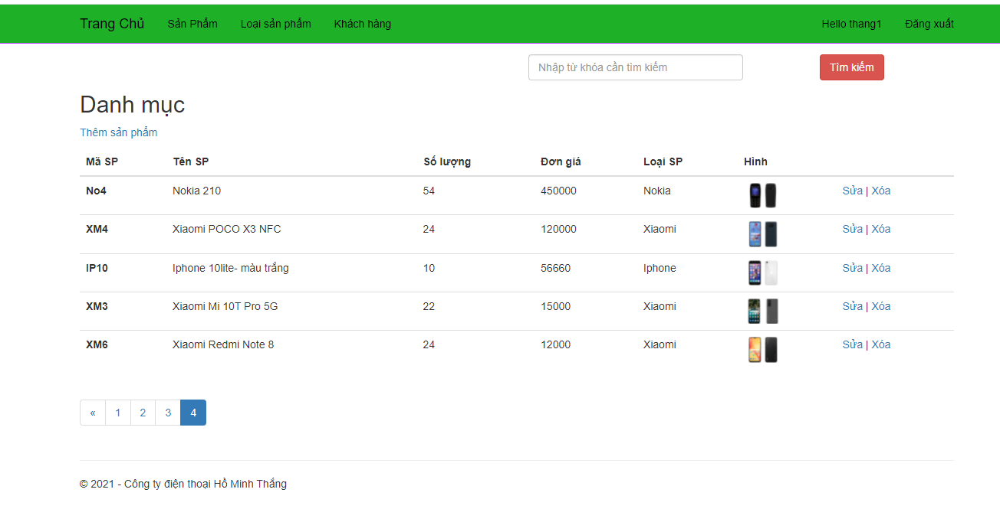 Trang Chủ Sản Phẩm Loại sản phẩm Khách hàng Hello thang1 Đăng xuất
Nhập từ khóa cần tìm kiếm Tìm kiếm
Danh mục
Thêm sản phẩm
Mã SP Tên SP Số lượng Đơn giá Loại SP Hình
No4 Nokia 210 54 450000 Nokia Sửa | Xóa
XM4 Xiaomi POCO X3 NFC 24 120000 Xiaomi Sửa | Xóa
IP10 Iphone 10lite- màu trắng 10 56660 Iphone Sửa | Xóa
XM3 Xiaomi Mi 10T Pro 5G 22 15000 Xiaomi Sửa | Xóa
XM6 Xiaomi Redmi Note 8 24 12000 Xiaomi Sửa | Xóa
« 1 2 3 4
© 2021 - Công ty điện thoại Hồ Minh Thắng